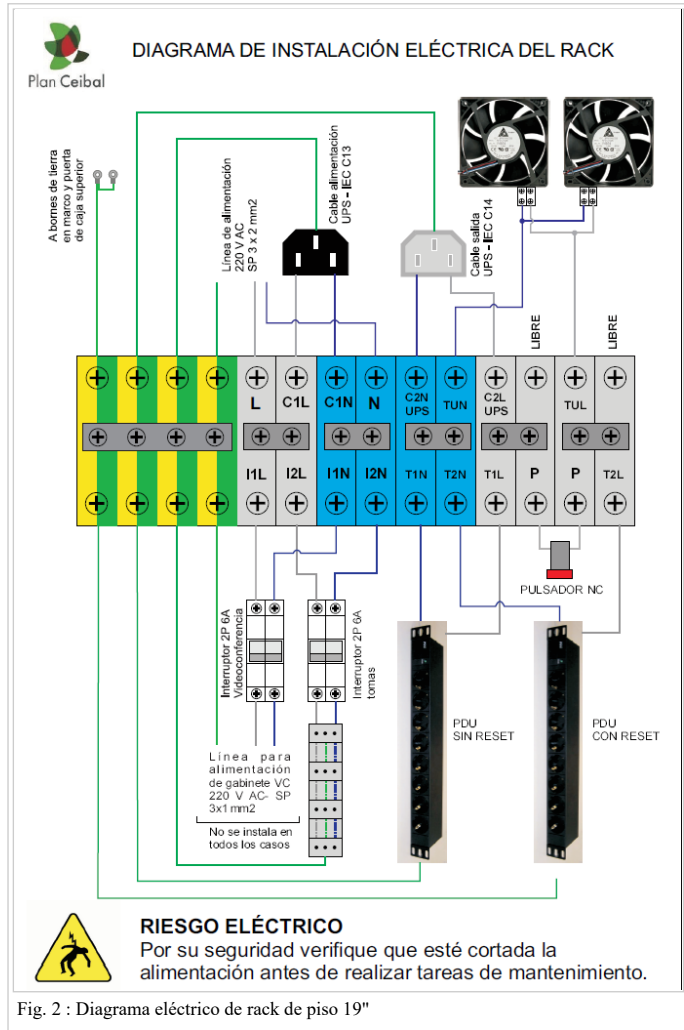 Plan Ceibal
DIAGRAMA DE INSTALACIÓN ELÉCTRICA DEL RACK
A bornes de tierra
en marco y puerta
de caja superior
Línea de alimentación
220 V AC
SP 3 x 2 mm2
Cable alimentación
UPS - IEC C13
Cable salida
UPS - IEC C14
LIBRE
LIBRE
L
C1L
C1N
N
C2N
UPS
TUN
C2L
UPS
TUL
I1L
I2L
I1N
I2N
T1N
T2N
T1L
P
P
T2L
PULSADOR NC
Interruptor 2P 6A
Videoconferencia
Interruptor 2P 6A
tomas
PDU
SIN RESET
PDU
CON RESET
Línea para
alimentación
de gabinete VC
220 V AC- SP
3x1 mm2
No se instala en
todos los casos
RIESGO ELÉCTRICO
Por su seguridad verifique que esté cortada la
alimentación antes de realizar tareas de mantenimiento.
Fig. 2 : Diagrama eléctrico de rack de piso 19"